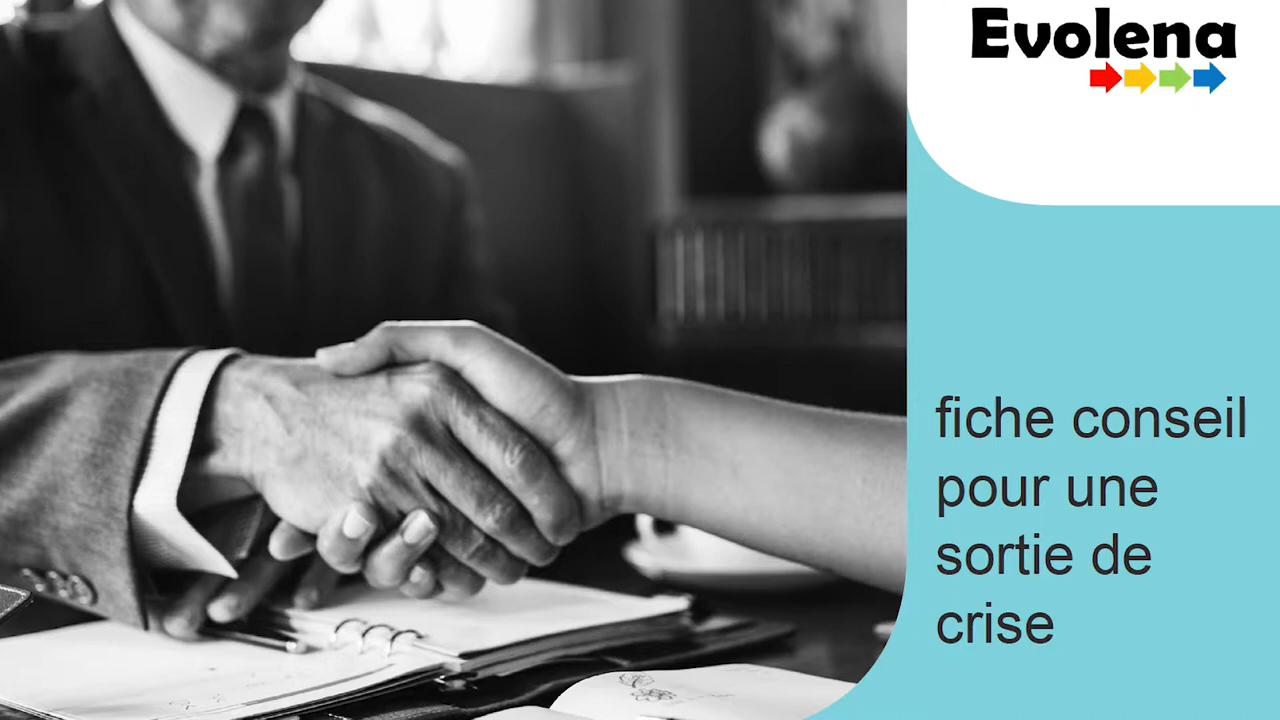 Evolena
fiche conseil
pour une
sortie de
crise